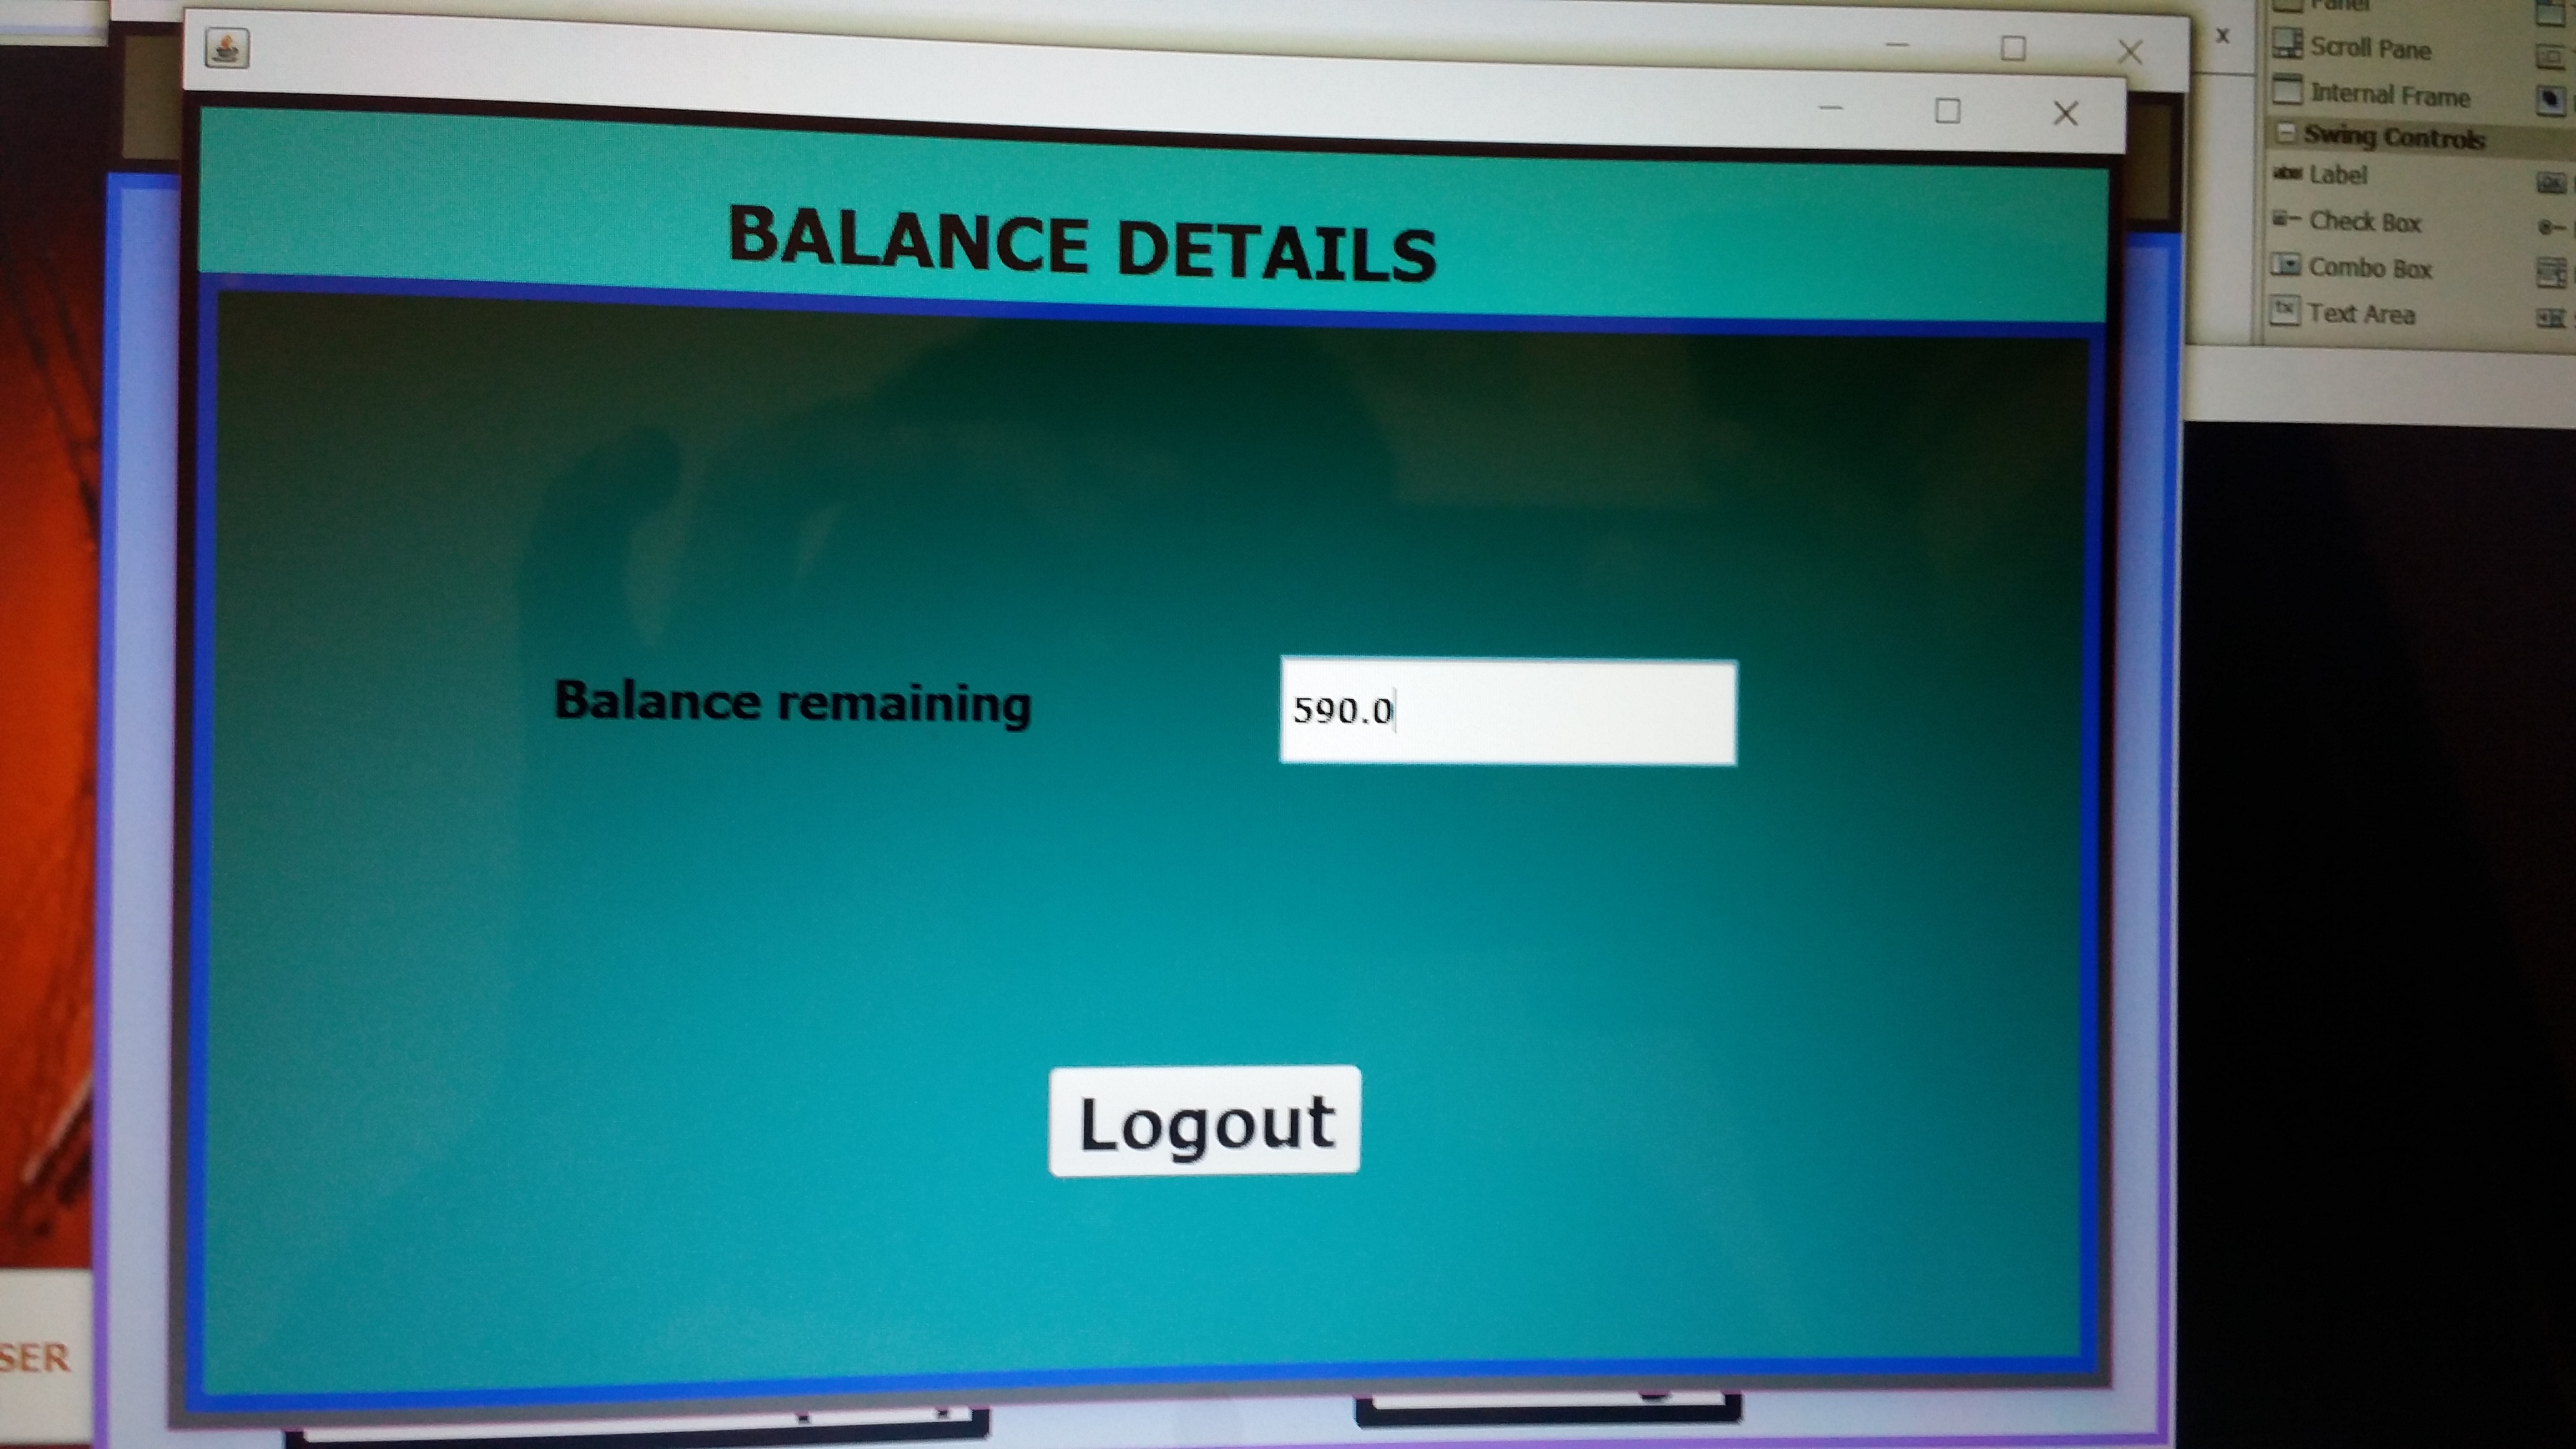 Panel
x
Scroll Pane
Internal Frame
Swing Controls
Label
Check Box
Combo Box
Text Area
BALANCE DETAILS
Balance remaining
590.0
Logout
SER